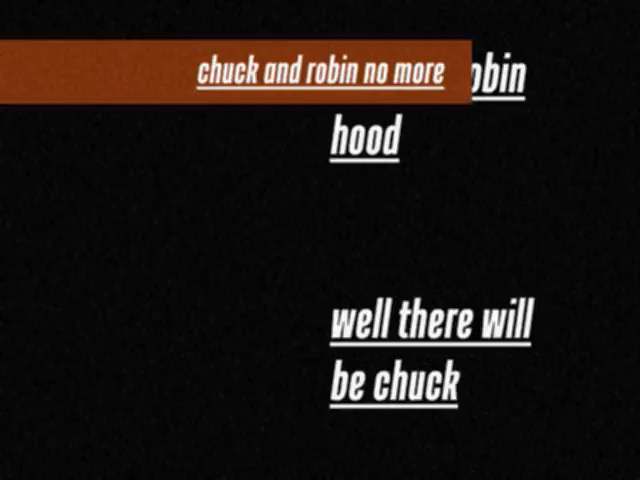 chuck and robin no more
hood
well there will
be chuck